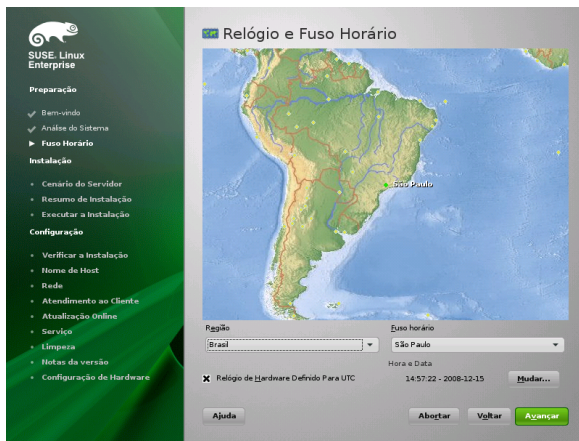 SUSE. Linux
Enterprise
Preparação
Bem-vindo
Análise do Sistema
Fuso Horário
Instalação
Cenário do Servidor
Resumo de Instalação
Executar a Instalação
Configuração
Verificar a Instalação
Nome de Host
Rede
Atendimento ao Cliente
Atualização Online
Serviço
Limpeza
Notas da versão
Configuração de Hardware
Relógio e Fuso Horário
São Paulo
Região
Fuso horário
Brasil
São Paulo
Hora e Data
Relógio de Hardware Definido Para UTC
14:57:22 - 2008-12-15
Mudar...
Ajuda
Abortar
Voltar
Avançar